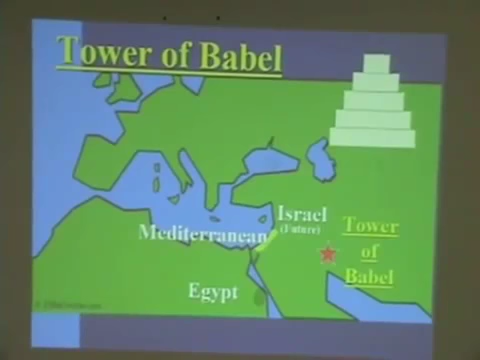 Tower of Babel
Israel
(Future)
Mediterranean
Tower
of
Babel
Egypt